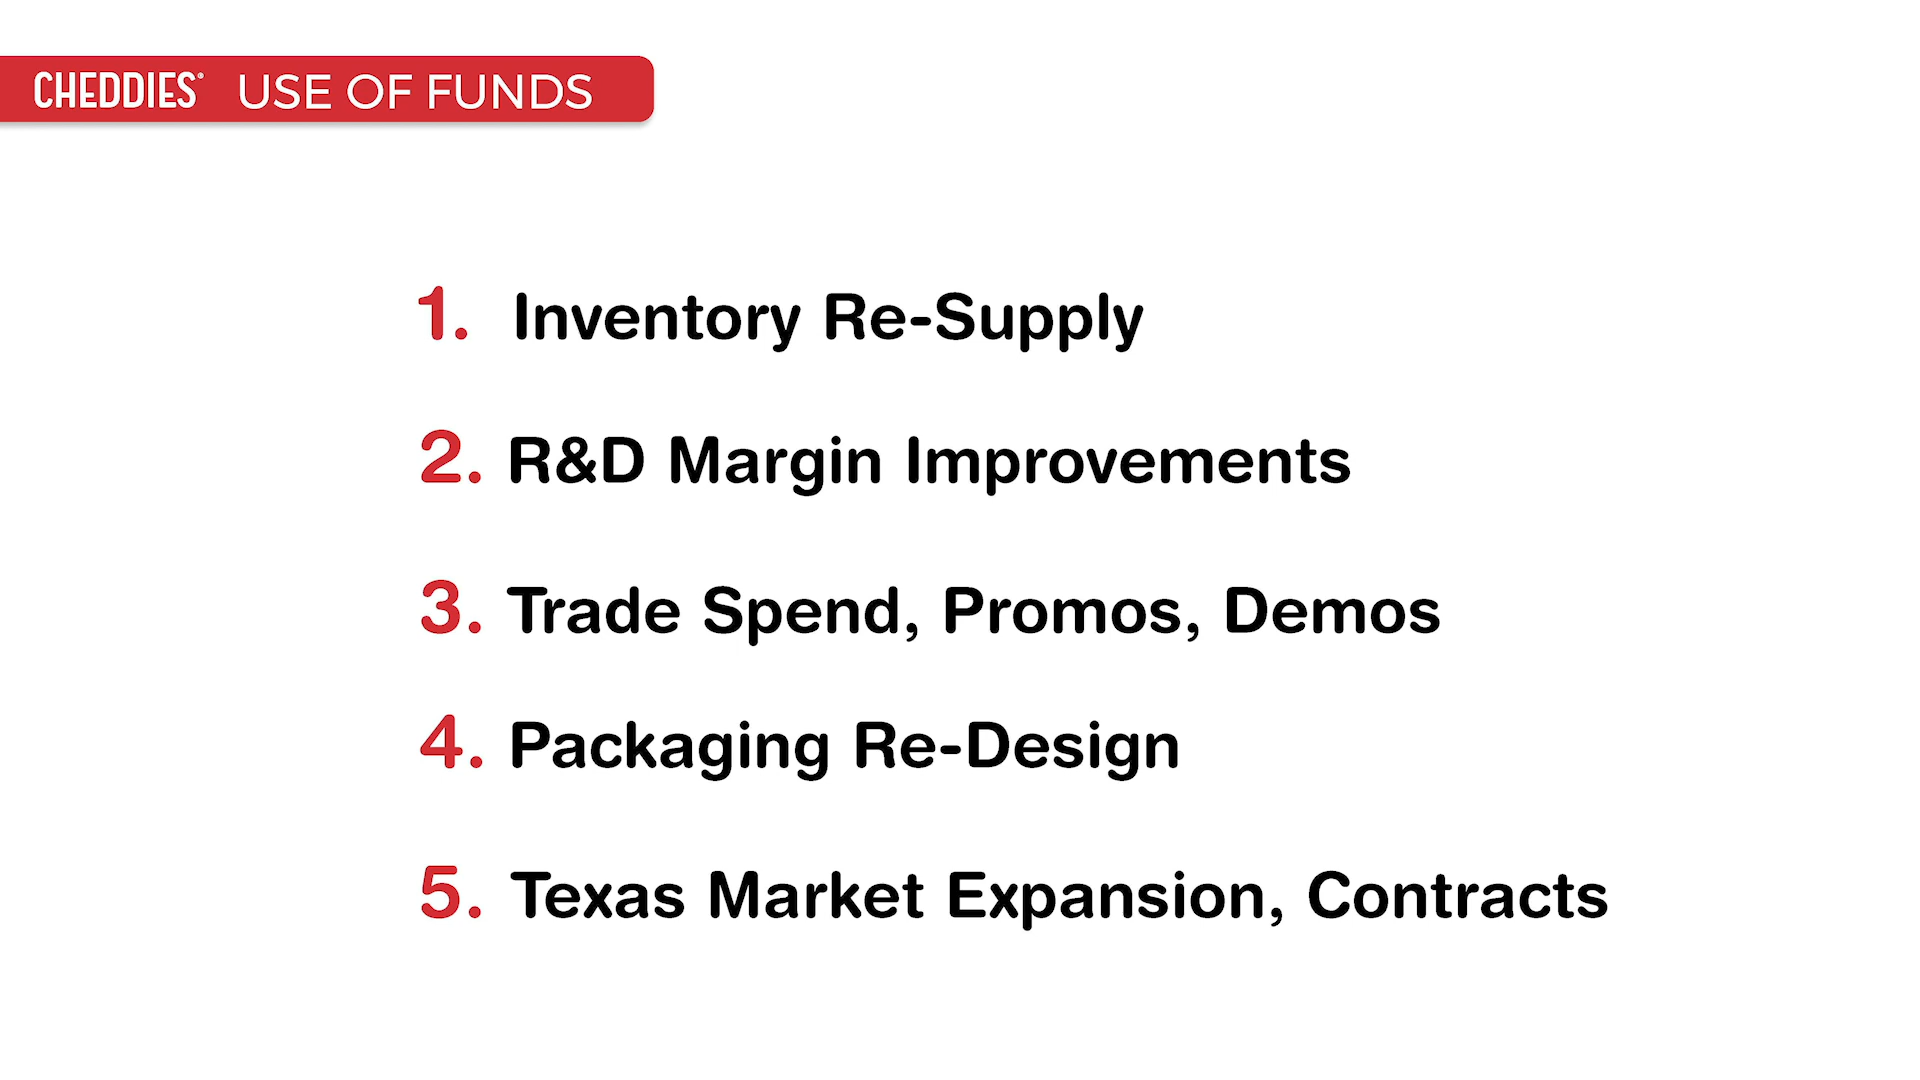 CHEDDIES® USE OF FUNDS
1. Inventory Re-Supply
2. R&D Margin Improvements
3. Trade Spend, Promos, Demos
4. Packaging Re-Design
5. Texas Market Expansion, Contracts